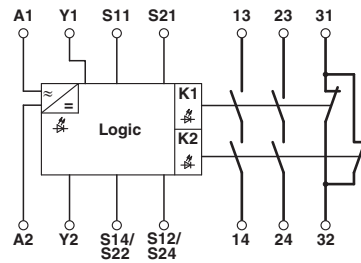 A1 Y1 S11 S21 13 23 31
≈
=
K1
Logic
K2
A2 Y2 S14/ S12/ 14 24 32
S22 S24